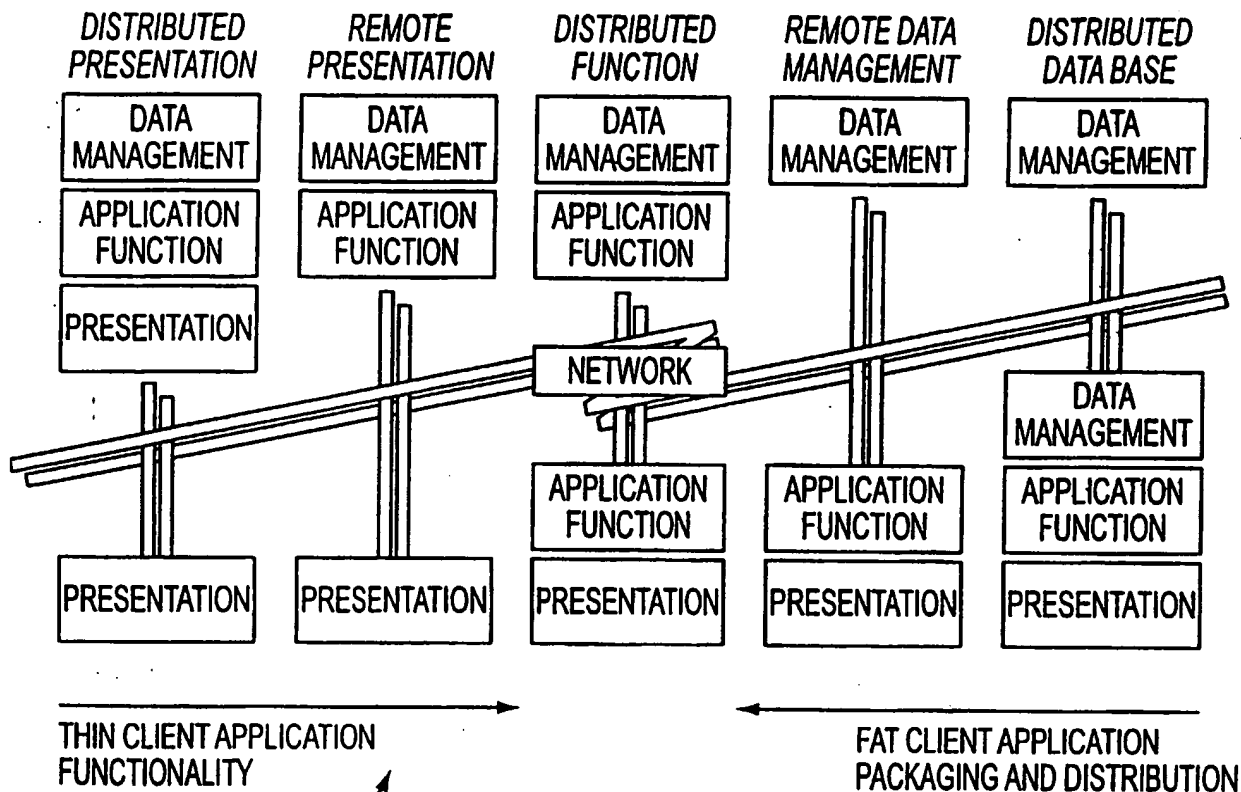 DISTRIBUTED
PRESENTATION
REMOTE
PRESENTATION
DISTRIBUTED
FUNCTION
REMOTE DATA
MANAGEMENT
DISTRIBUTED
DATA BASE
DATA
MANAGEMENT
DATA
MANAGEMENT
DATA
MANAGEMENT
DATA
MANAGEMENT
DATA
MANAGEMENT
APPLICATION
FUNCTION
APPLICATION
FUNCTION
APPLICATION
FUNCTION
PRESENTATION
NETWORK
DATA
MANAGEMENT
APPLICATION
FUNCTION
APPLICATION
FUNCTION
APPLICATION
FUNCTION
PRESENTATION
PRESENTATION
PRESENTATION
PRESENTATION
PRESENTATION
THIN CLIENT APPLICATION
FUNCTIONALITY
FAT CLIENT APPLICATION
PACKAGING AND DISTRIBUTION